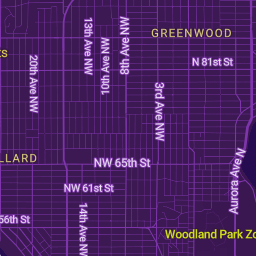 GREENWOOD
13th Ave NW
10th Ave NW
8th Ave NW
ts
20th Ave NW
N 81st St
3rd Ave NW
LLARD
NW 65th St
Aurora Ave N
NW 61st St
14th Ave NW
56th St
Woodland Park Zo